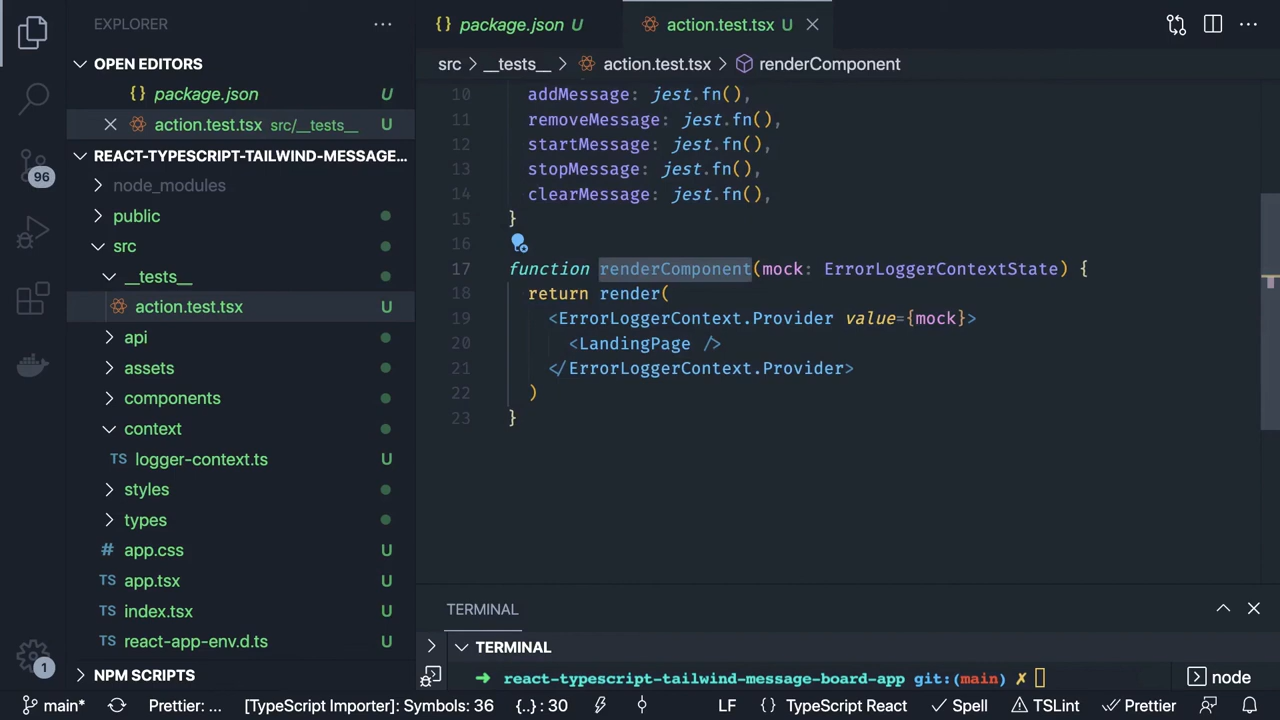 EXPLORER ...
OPEN EDITORS
{} package.json U
action.test.tsx src/__tests__ U
REACT-TYPESCRIPT-TAILWIND-MESSAGE...
node_modules
public
src
__tests__
action.test.tsx U
api
assets
components
context
TS logger-context.ts U
styles
types
# app.css U
TS app.tsx U
TS index.tsx U
TS react-app-env.d.ts U
NPM SCRIPTS
96
1
{} package.json U
action.test.tsx U
src > __tests__ > action.test.tsx > renderComponent
10 addMessage: jest.fn(),
11 removeMessage: jest.fn(),
12 startMessage: jest.fn(),
13 stopMessage: jest.fn(),
14 clearMessage: jest.fn(),
15 }
16
17 function renderComponent(mock: ErrorLoggerContextState) {
18 return render(
19 <ErrorLoggerContext.Provider value={mock}>
20 <LandingPage />
21 </ErrorLoggerContext.Provider>
22 )
23 }
TERMINAL
TERMINAL
➜ react-typescript-tailwind-message-board-app git:(main) ✗
node
main* Prettier: ... [TypeScript Importer]: Symbols: 36 {..}: 30 LF {} TypeScript React ✓ Spell TSLint Prettier